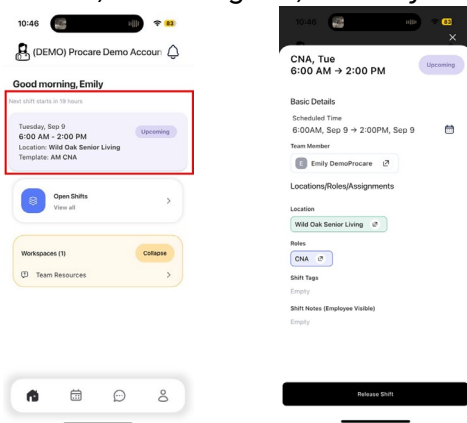 10:46
83
(DEMO) Procare Demo Accoun
Good morning, Emily
Next shift starts in 19 hours
Tuesday, Sep 9
6:00 AM - 2:00 PM
Location: Wild Oak Senior Living
Template: AM CNA
Upcoming
Open Shifts
View all
Workspaces (1)
Collapse
Team Resources
10:46
83
CNA, Tue
6:00 AM → 2:00 PM
Upcoming
Basic Details
Scheduled Time
6:00AM, Sep 9 → 2:00PM, Sep 9
Team Member
E Emily DemoProcare
Locations/Roles/Assignments
Location
Wild Oak Senior Living
Roles
CNA
Shift Tags
Empty
Shift Notes (Employee Visible)
Empty
Release Shift